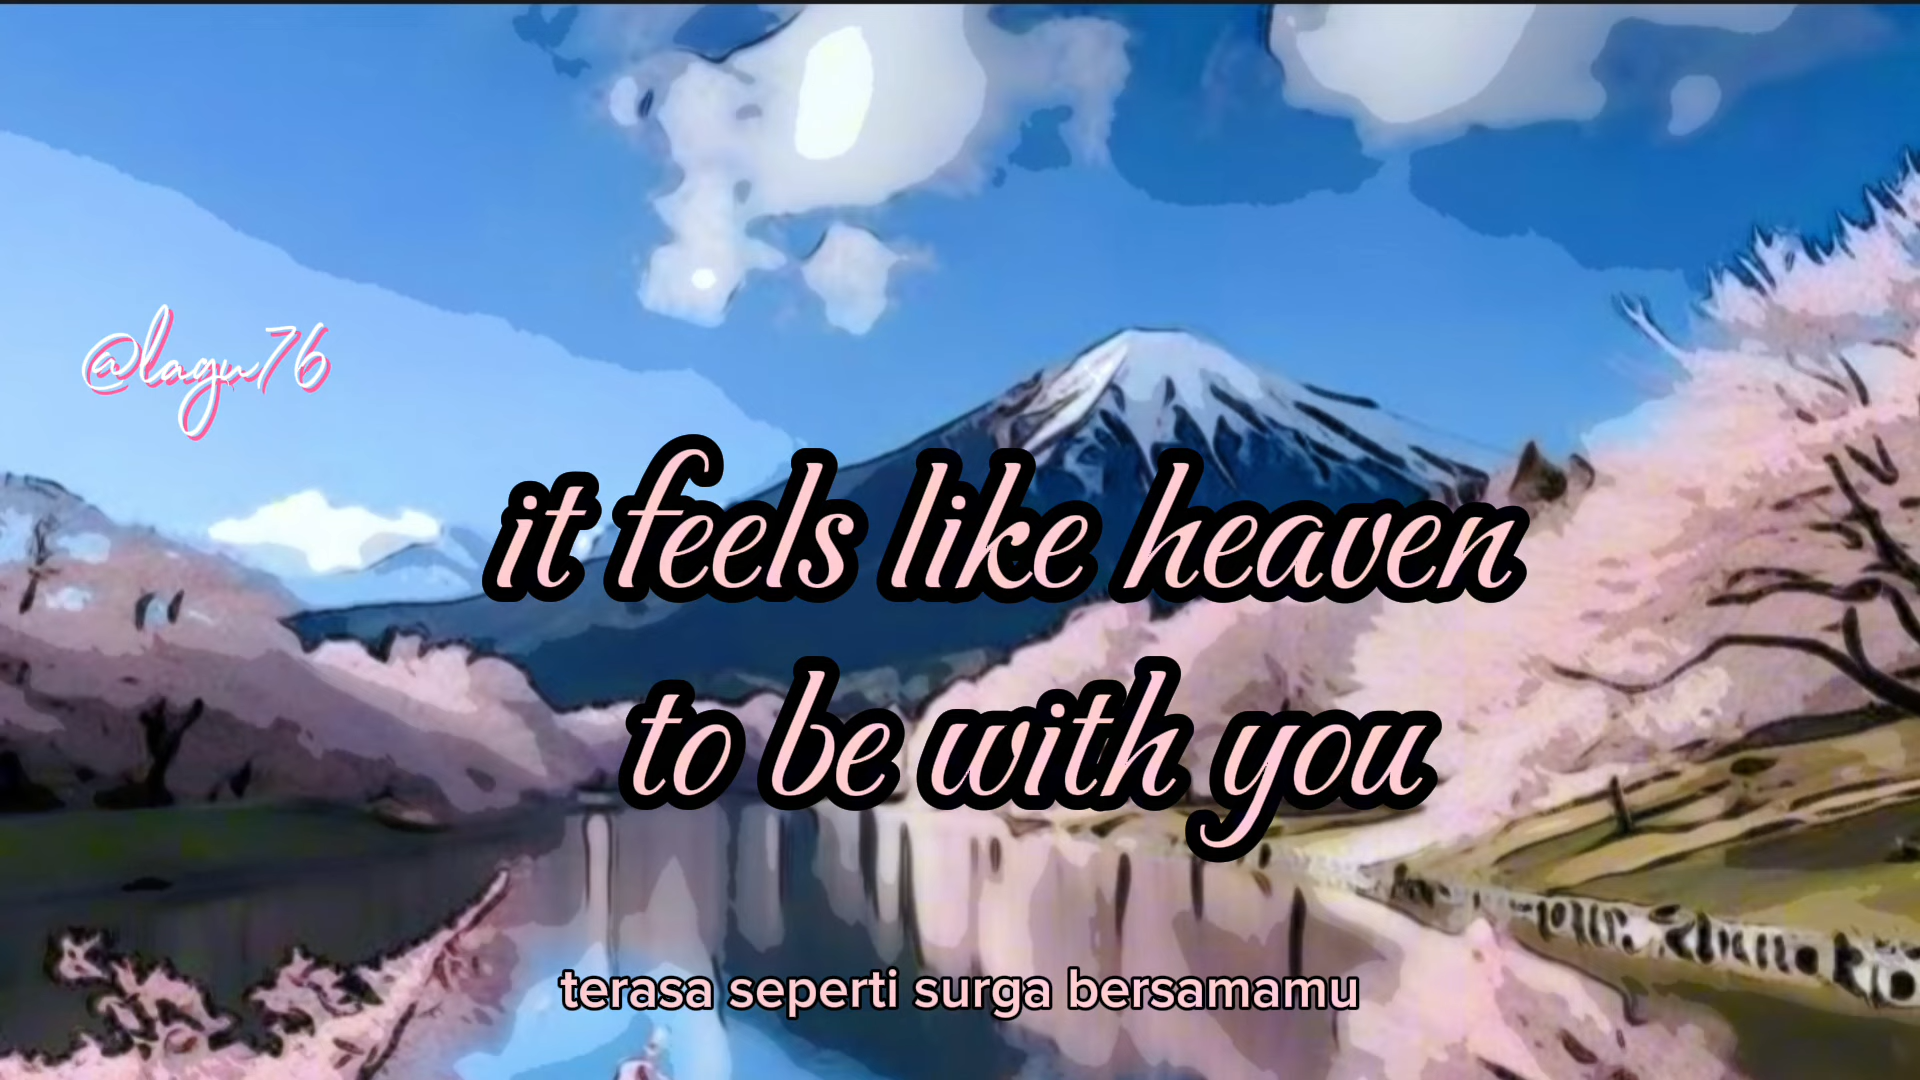 @lagu76
it feels like heaven
to be with you
terasa seperti surga bersamamu